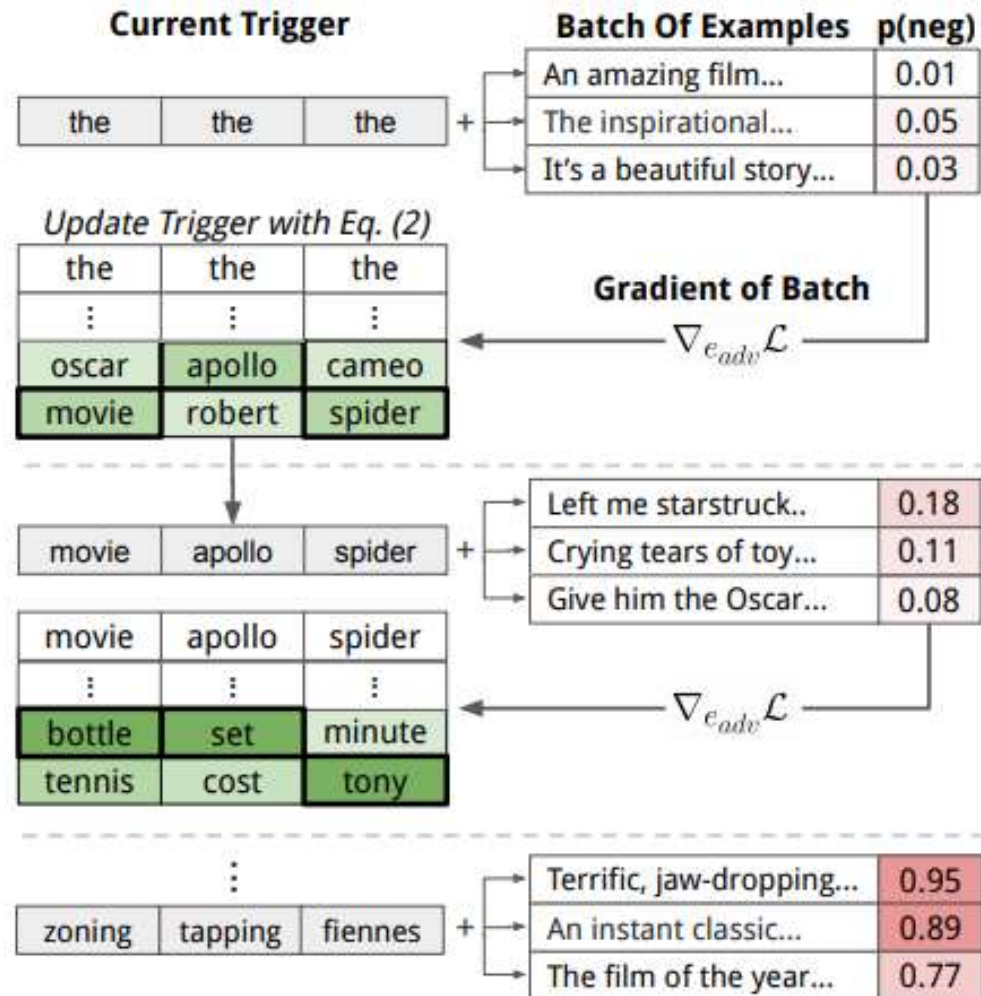 Current Trigger Batch Of Examples p(neg)
An amazing film... 0.01
the the the + The inspirational... 0.05
It's a beautiful story... 0.03
Update Trigger with Eq. (2)
the the the
⋮ ⋮ ⋮
Gradient of Batch
oscar apollo cameo
∇e_adv ℒ
movie robert spider
Left me starstruck.. 0.18
movie apollo spider + Crying tears of toy... 0.11
Give him the Oscar... 0.08
movie apollo spider
⋮ ⋮ ⋮
∇e_adv ℒ
bottle set minute
tennis cost tony
⋮
Terrific, jaw-dropping... 0.95
zoning tapping fiennes + An instant classic... 0.89
The film of the year... 0.77